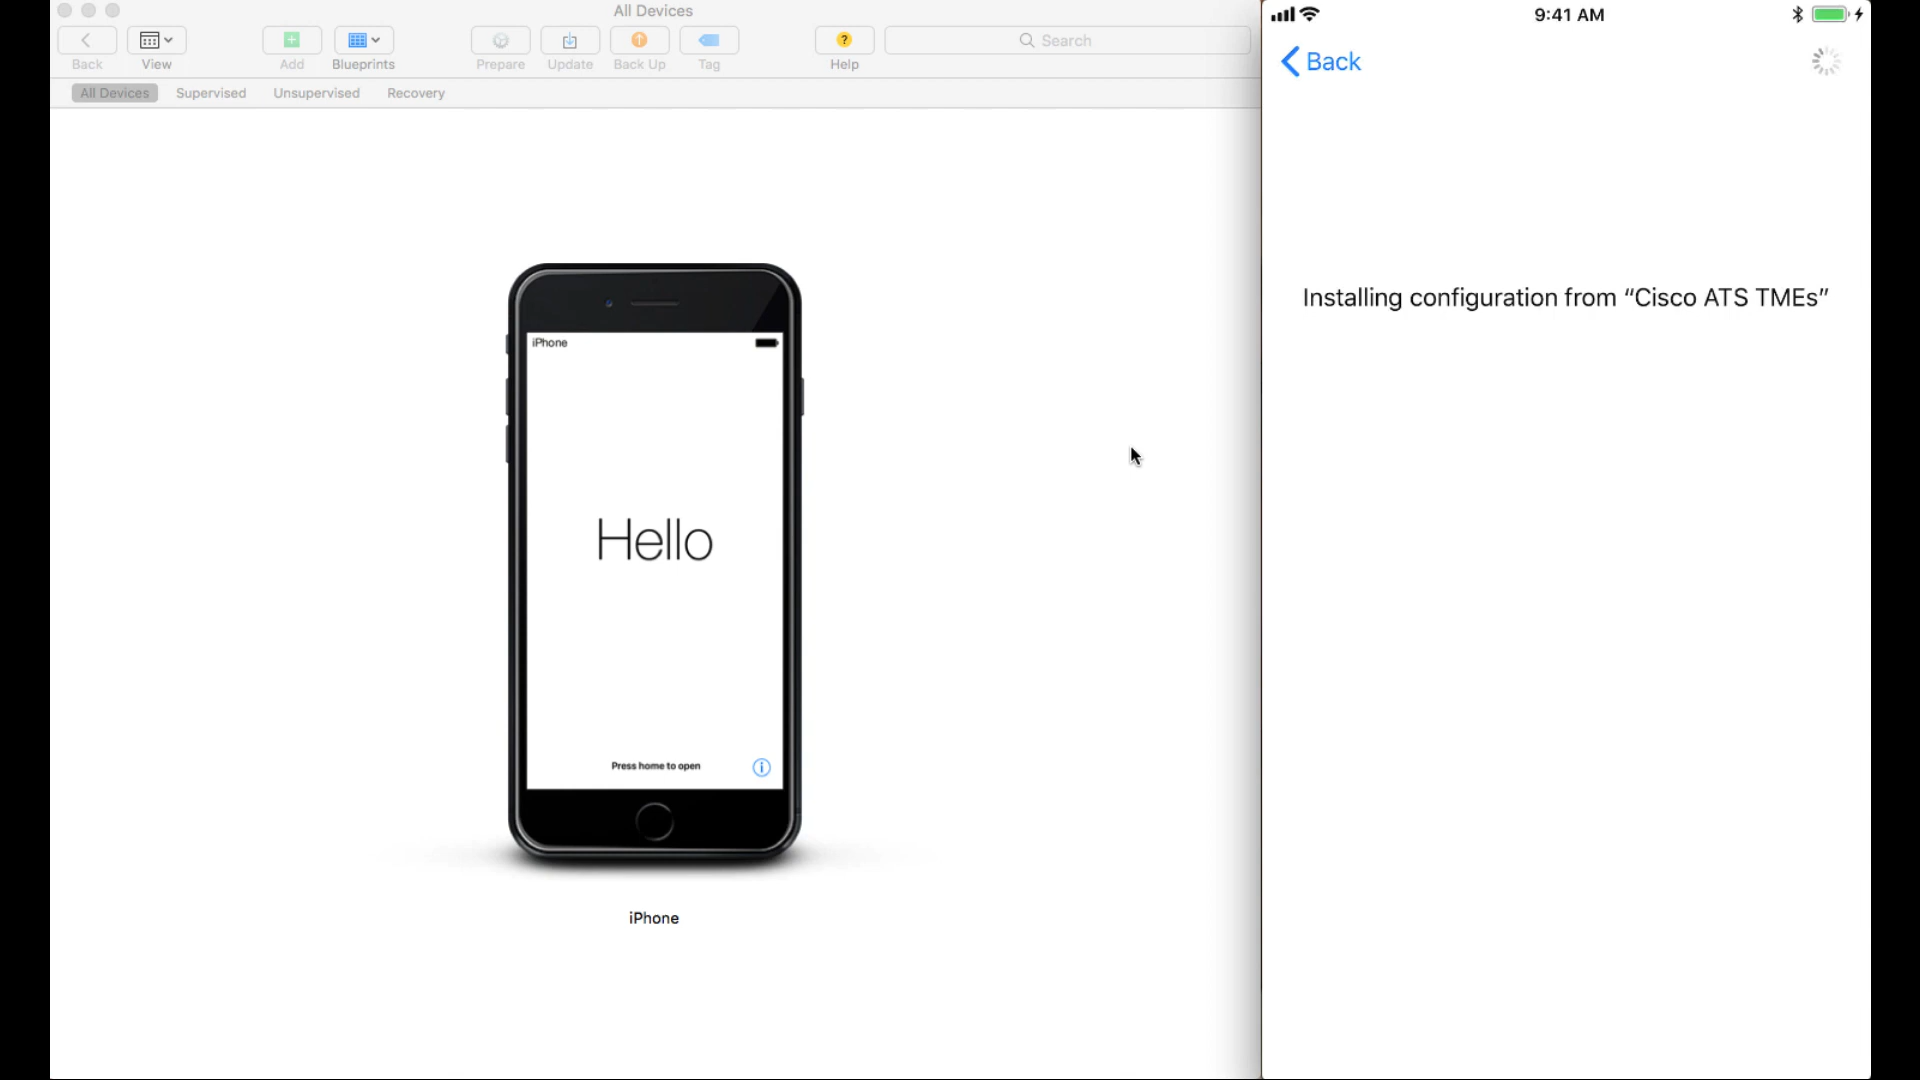 All Devices
Back View Add Blueprints Prepare Update Back Up Tag ? Help Search
All Devices Supervised Unsupervised Recovery
iPhone
Hello
Press home to open
iPhone
9:41 AM
Back
Installing configuration from “Cisco ATS TMEs”